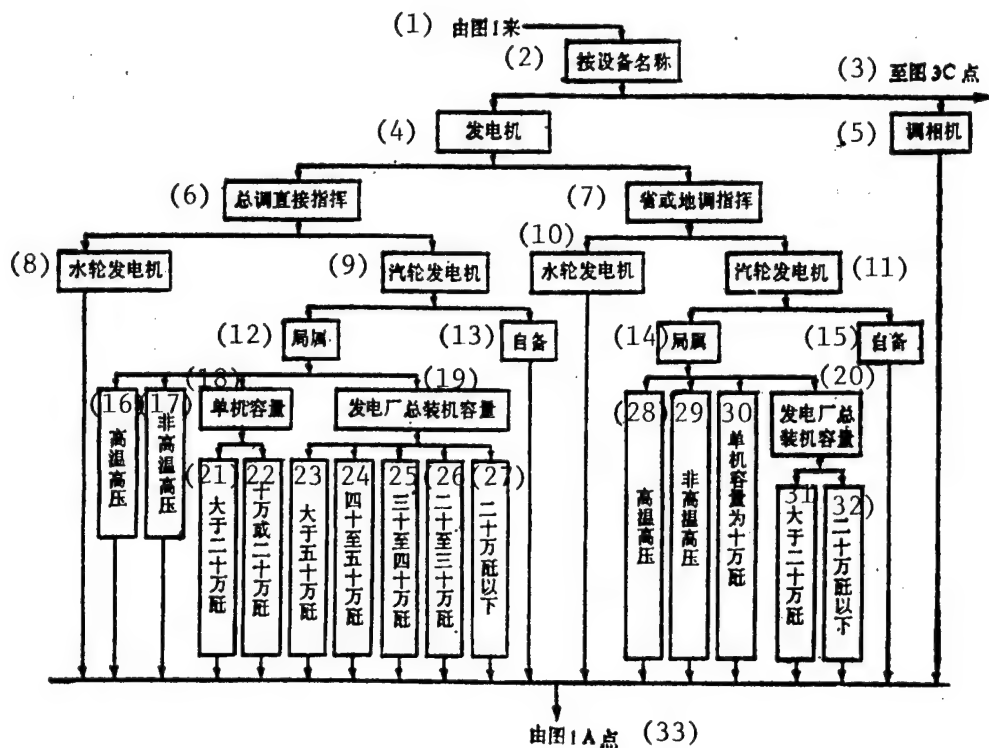 (1) 由图1来
(2) 按设备名称
(3) 至图3C点
(4) 发电机
(5) 调相机
(6) 总调直接指挥
(7) 省或地调指挥
(8) 水轮发电机
(9) 汽轮发电机
(10) 水轮发电机
汽轮发电机 (11)
(12) 局属
(13) 自备
(14) 局属
(15) 自备
(16) 高温高压
(17) 非高温高压
(18) 单机容量
(19) 发电厂总装机容量
(20) 发电厂总
装机容量
(21) 大于二十万瓩
22 十万或二十万瓩
23 大于五十万瓩
24 四十至五十万瓩
25 三十至四十万瓩
(26 二十至三十万瓩
(27) 二十万瓩以下
(28) 高温高压
29 非高温高压
30 单机容量为十万瓩
31 大于二十万瓩
32) 二十万瓩以下
由图1A点 (33)